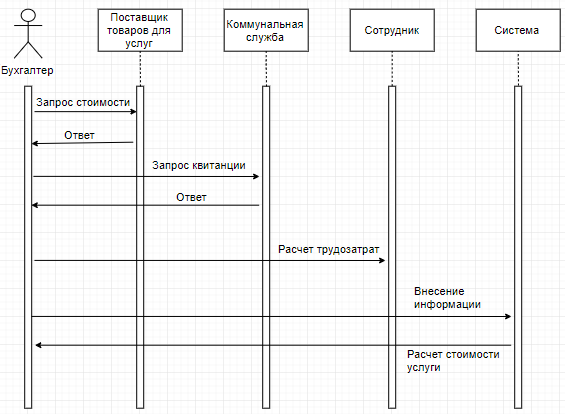 Поставщик
товаров для
услуг
Коммунальная
служба
Сотрудник
Система
Бухгалтер
Запрос стоимости
Ответ
Запрос квитанции
Ответ
Расчет трудозатрат
Внесение
информации
Расчет стоимости
услуги